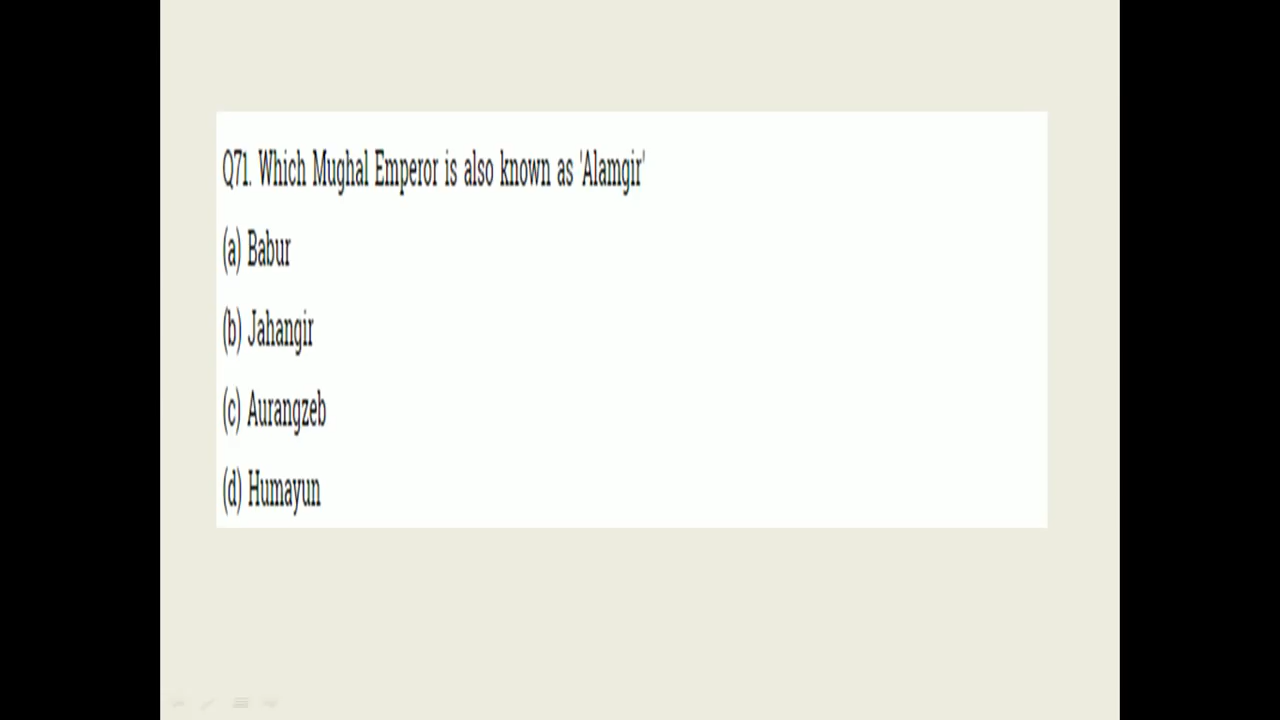 Q71. Which Mughal Emperor is also known as 'Alamgir'
(a) Babur
(b) Jahangir
(c) Aurangzeb
(d) Humayun